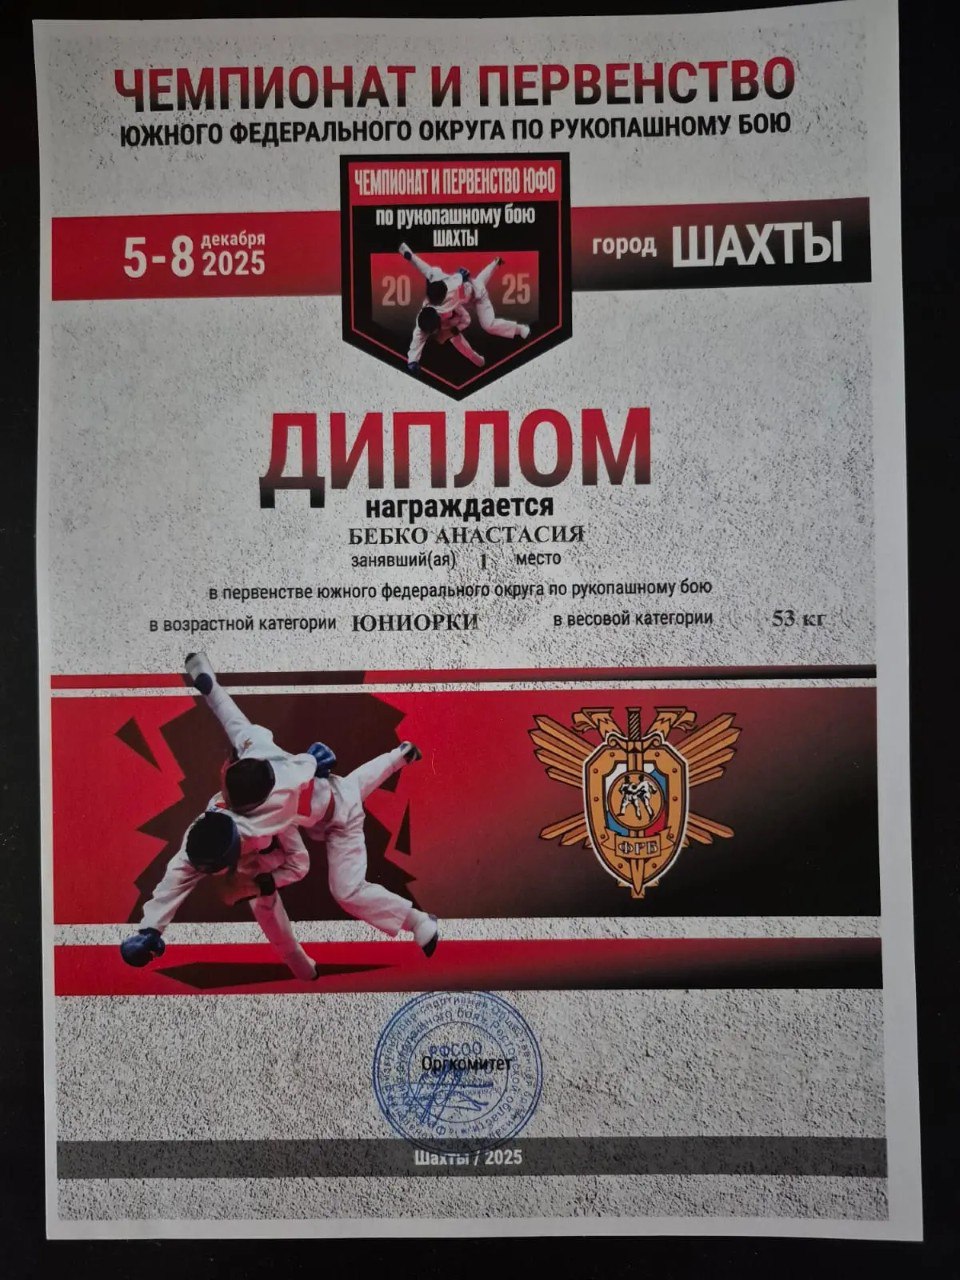 ЧЕМПИОНАТ И ПЕРВЕНСТВО
ЮЖНОГО ФЕДЕРАЛЬНОГО ОКРУГА ПО РУКОПАШНОМУ БОЮ
ЧЕМПИОНАТ И ПЕРВЕНСТВО ЮФО
по рукопашному бою
ШАХТЫ
20 25
5-8 декабря 2025
город ШАХТЫ
ДИПЛОМ
награждается
БЕБКО АНАСТАСИЯ
занявший(ая) 1 место
в первенстве южного федерального округа по рукопашному бою
в возрастной категории ЮНИОРКИ в весовой категории 53 кг
ФРБ
РФСОО
Оргкомитет
Шахты / 2025